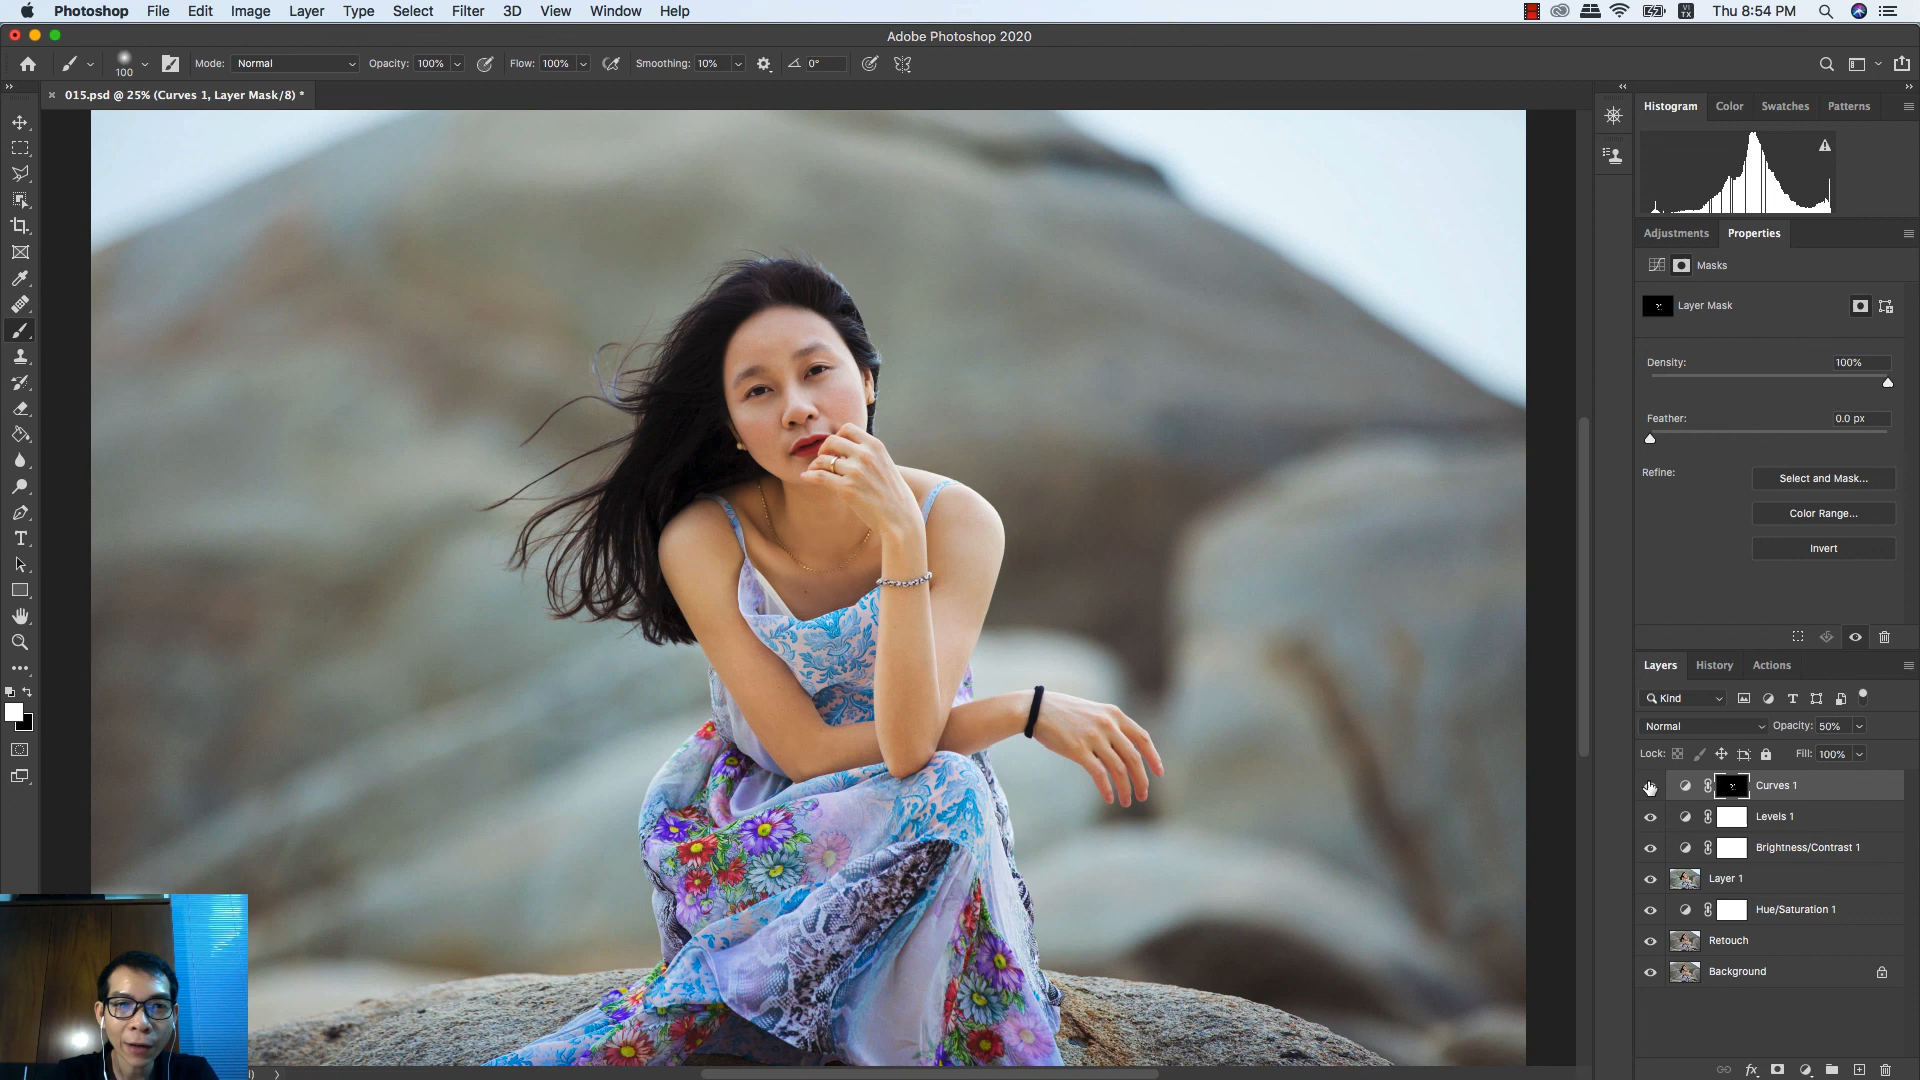 Photoshop File Edit Image Layer Type Select Filter 3D View Window Help
VI TX Thu 8:54 PM
Adobe Photoshop 2020
100 Mode: Normal Opacity: 100% Flow: 100% Smoothing: 10% 0°
015.psd @ 25% (Curves 1, Layer Mask/8) *
Histogram Color Swatches Patterns
Adjustments Properties
Masks
Layer Mask
Density: 100%
Feather: 0.0 px
Refine: Select and Mask...
Color Range...
Invert
Layers History Actions
Kind
Normal Opacity: 50%
Lock: Fill: 100%
Curves 1
Levels 1
Brightness/Contrast 1
Layer 1
Hue/Saturation 1
Retouch
Background
fx